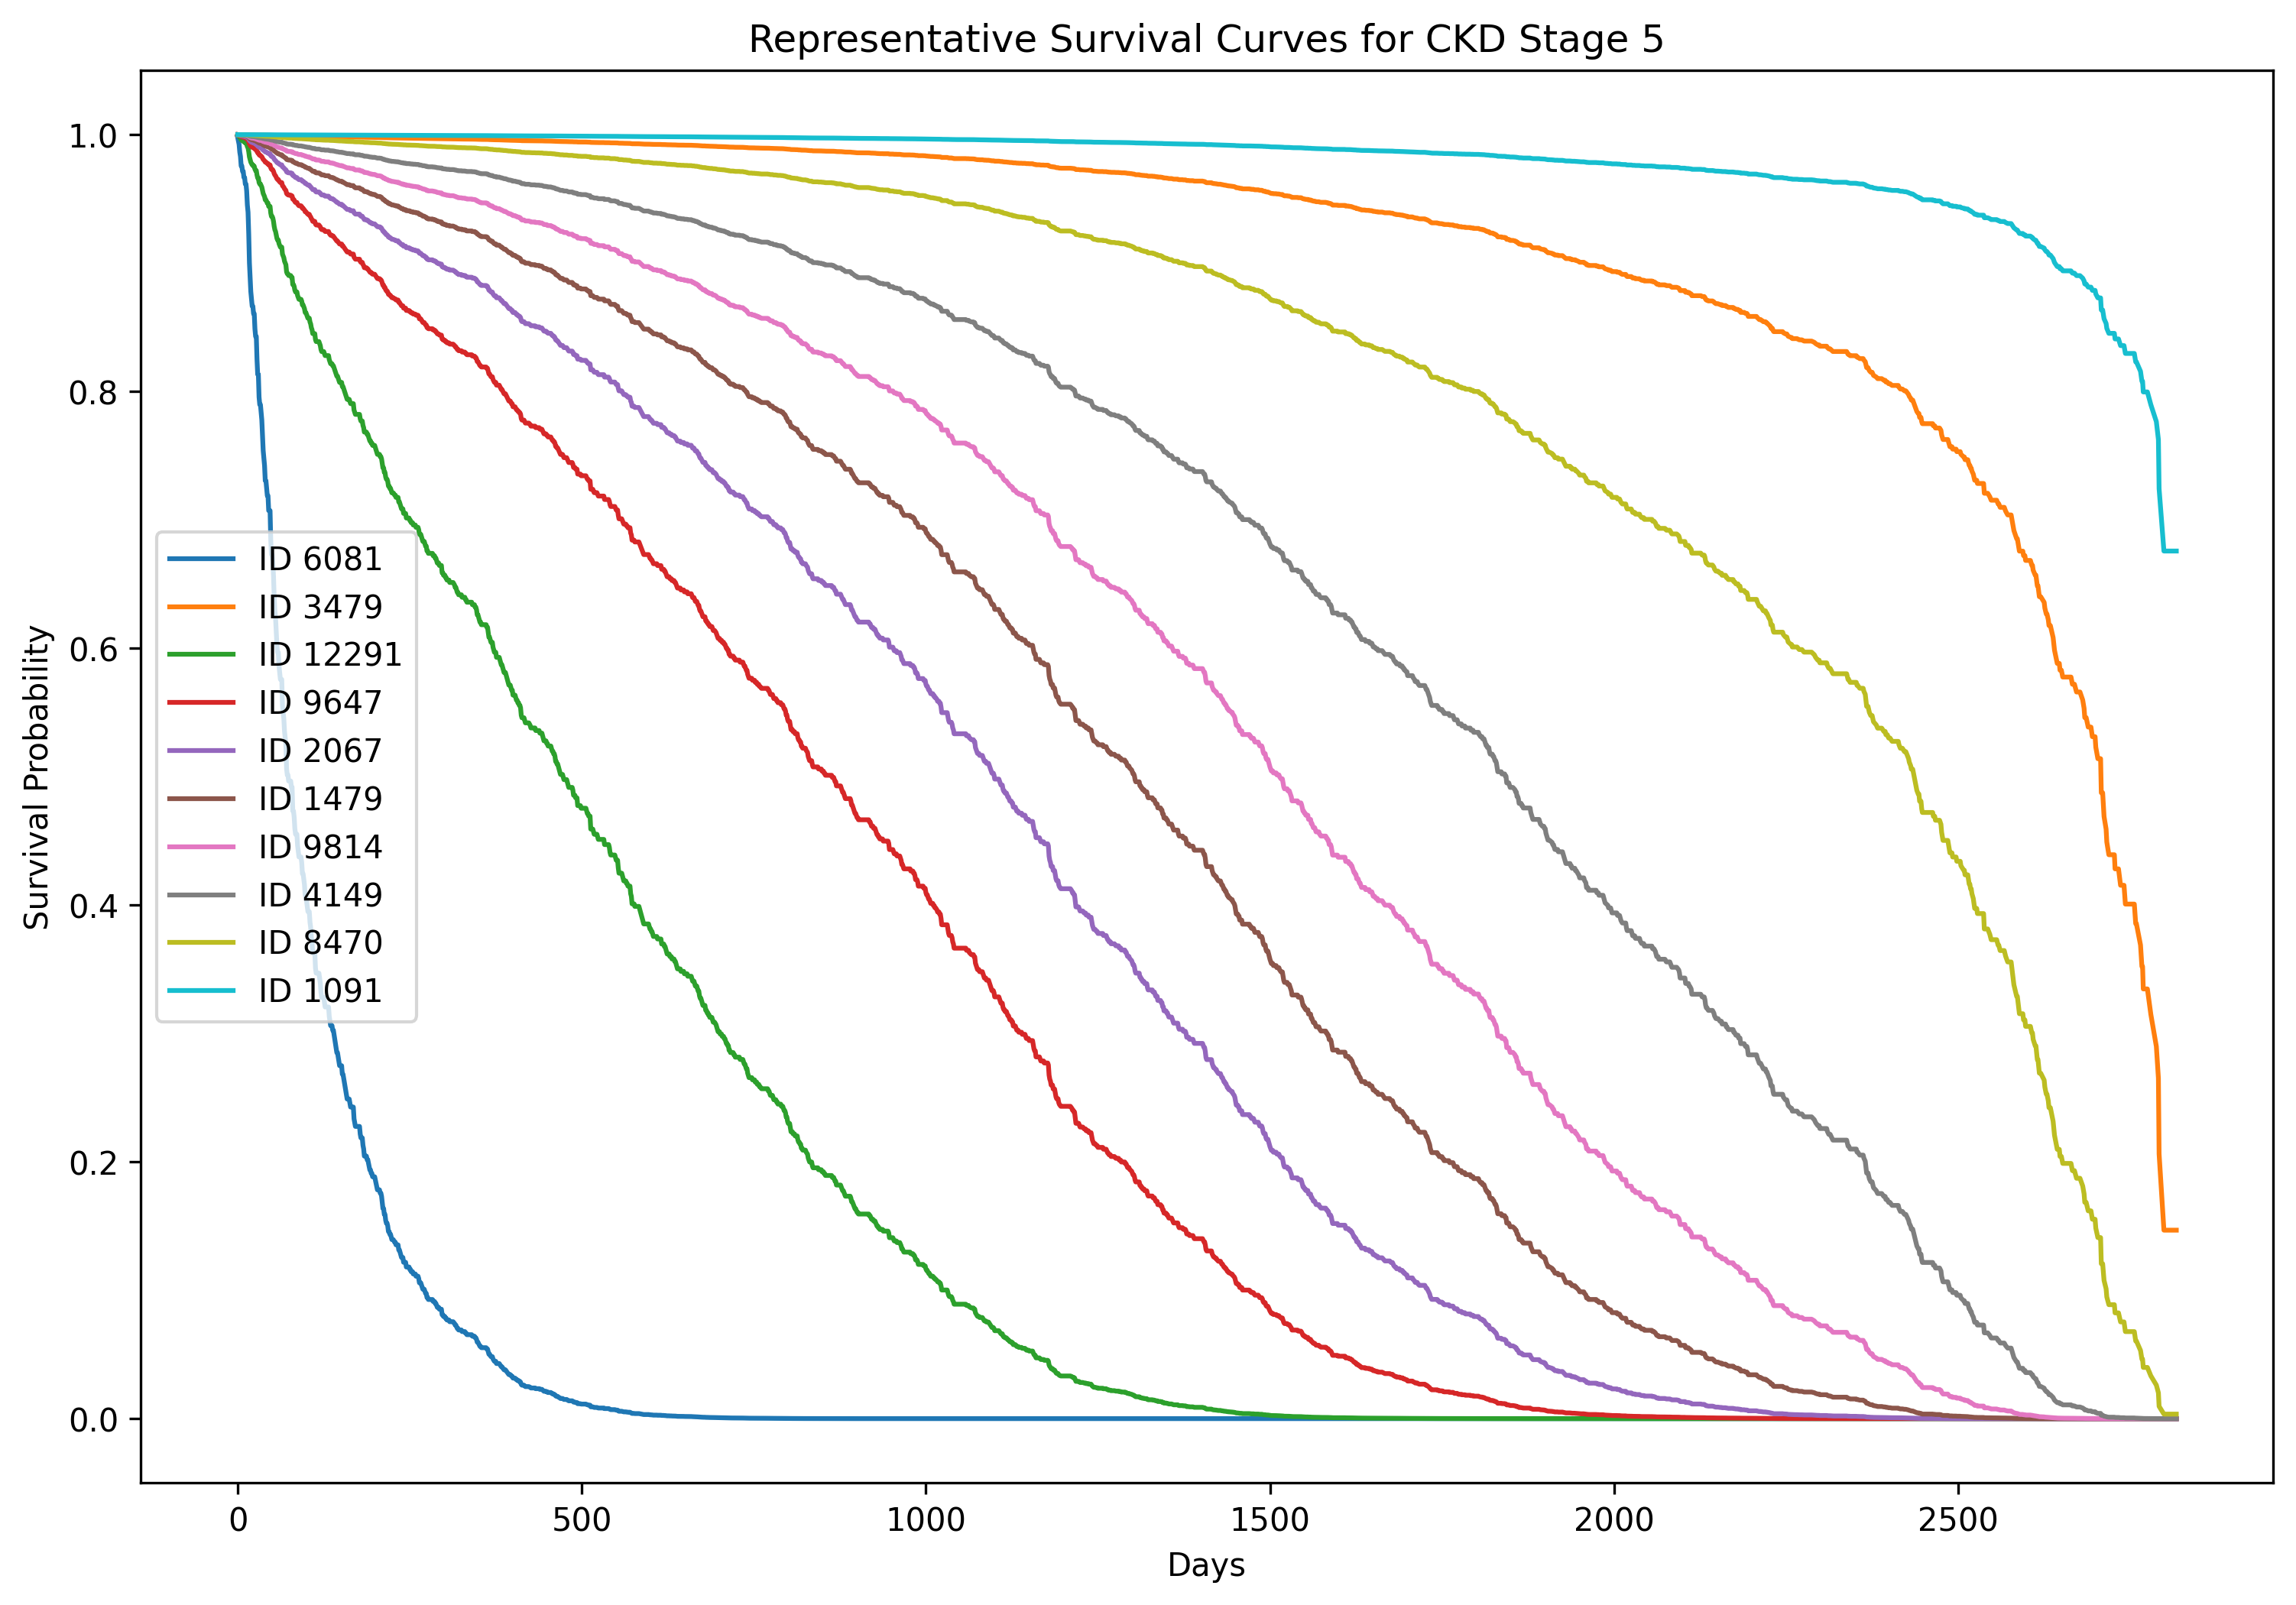 Representative Survival Curves for CKD Stage 5
Survival Probability
1.0
0.8
0.6
0.4
0.2
0.0
ID 6081
ID 3479
ID 12291
ID 9647
ID 2067
ID 1479
ID 9814
ID 4149
ID 8470
ID 1091
0
500
1000
1500
2000
2500
Days